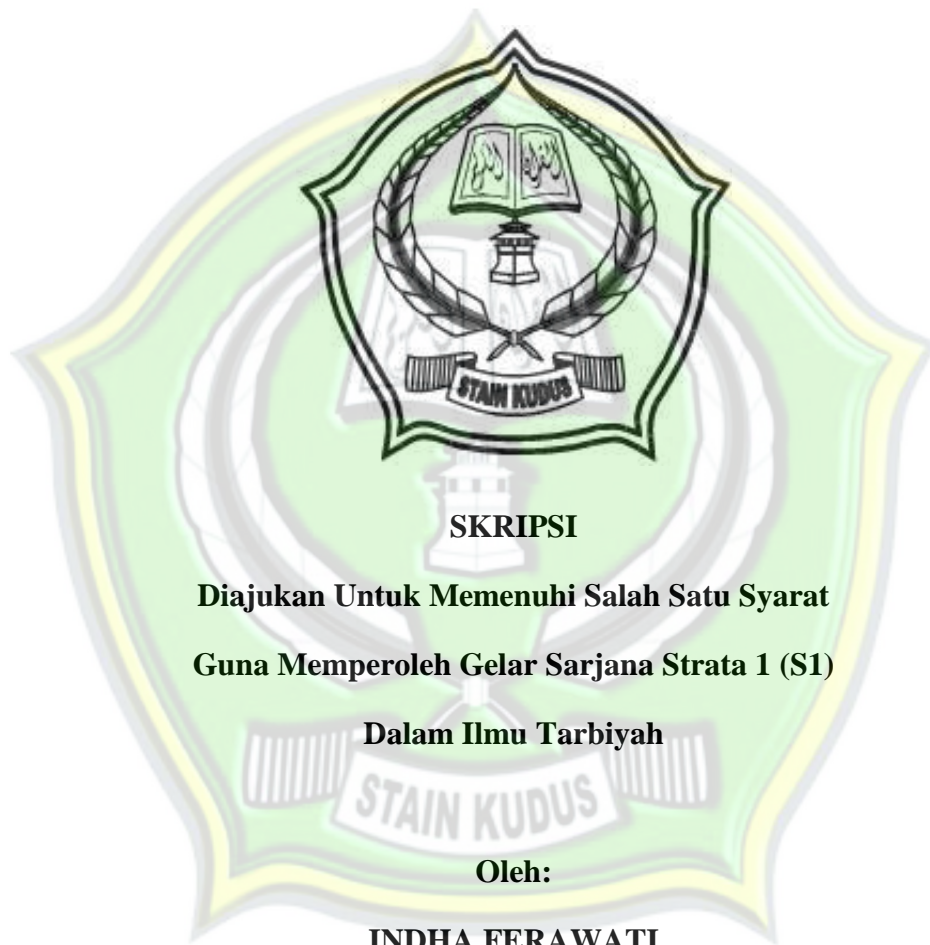 STAIN KUDUS
SKRIPSI
Diajukan Untuk Memenuhi Salah Satu Syarat
Guna Memperoleh Gelar Sarjana Strata 1 (S1)
Dalam Ilmu Tarbiyah
STAIN KUDUS
Oleh:
INDHA FERAWATI